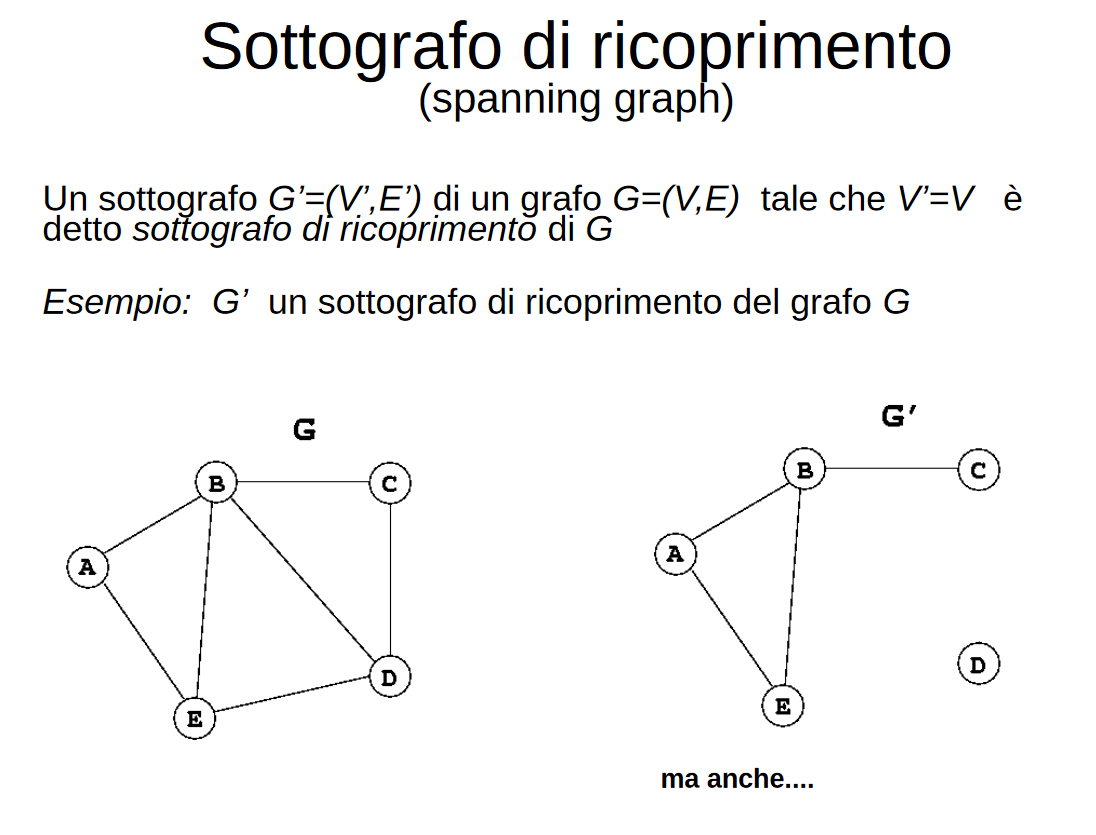 Sottografo di ricoprimento
(spanning graph)
Un sottografo G’=(V’,E’) di un grafo G=(V,E) tale che V’=V è
detto sottografo di ricoprimento di G
Esempio: G’ un sottografo di ricoprimento del grafo G
G
G’
B
C
A
E
D
B
C
A
E
D
ma anche....